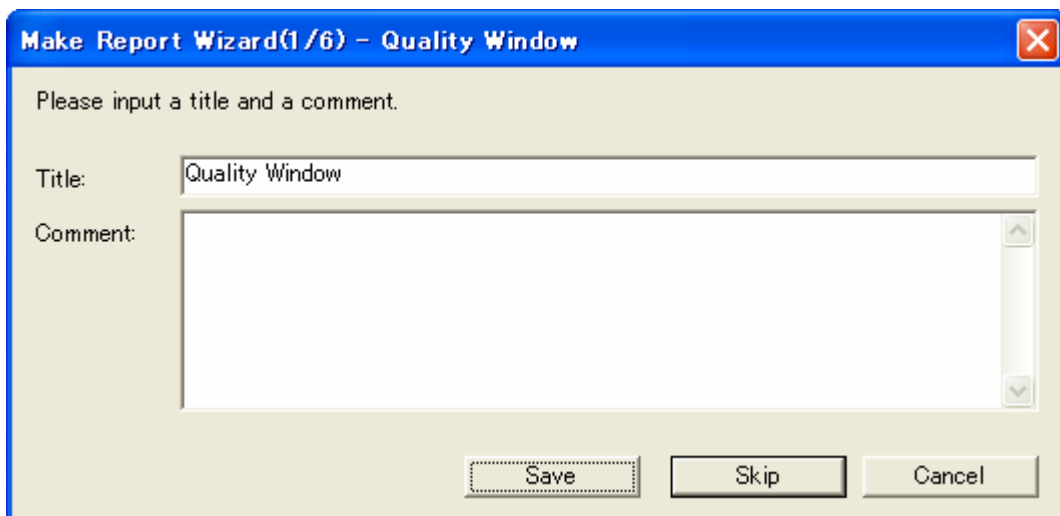 Make Report Wizard(1/6) - Quality Window
Please input a title and a comment.
Title: Quality Window
Comment:
Save Skip Cancel